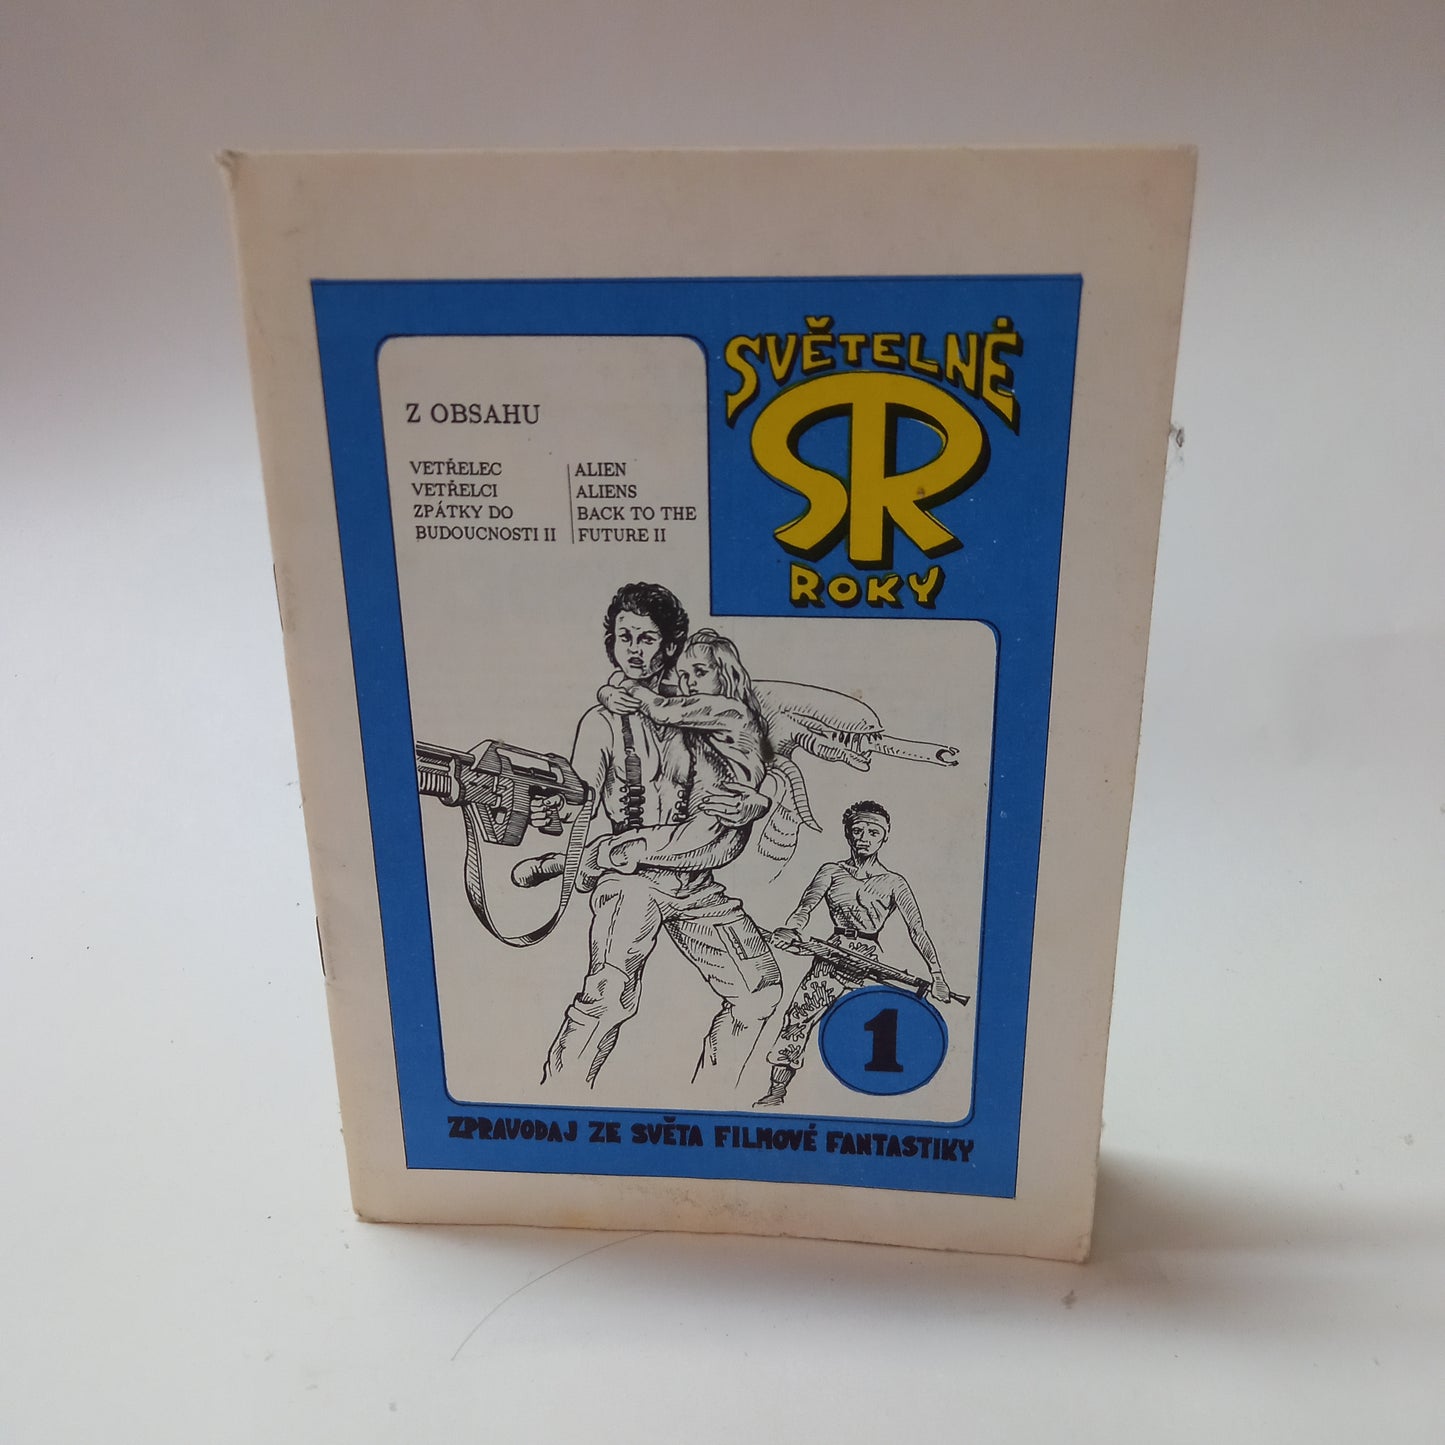 SVĚTELNÉ
SR
ROKY
Z OBSAHU
VETŘELEC
VETŘELCI
ZPÁTKY DO
BUDOUCNOSTI II
ALIEN
ALIENS
BACK TO THE
FUTURE II
1
ZPRAVODAJ ZE SVĚTA FILMOVÉ FANTASTIKY